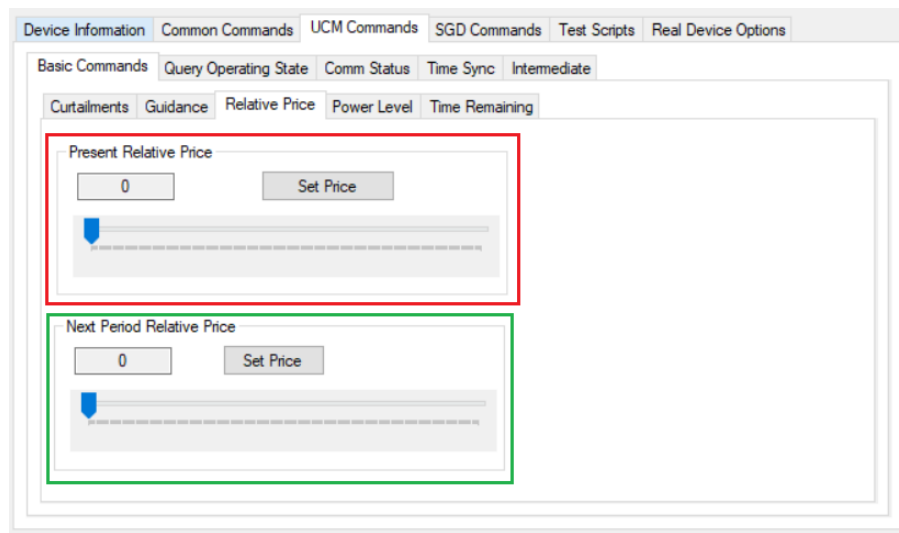 Device Information Common Commands UCM Commands SGD Commands Test Scripts Real Device Options
Basic Commands Query Operating State Comm Status Time Sync Intermediate
Curtailments Guidance Relative Price Power Level Time Remaining
Present Relative Price
0 Set Price
Next Period Relative Price
0 Set Price